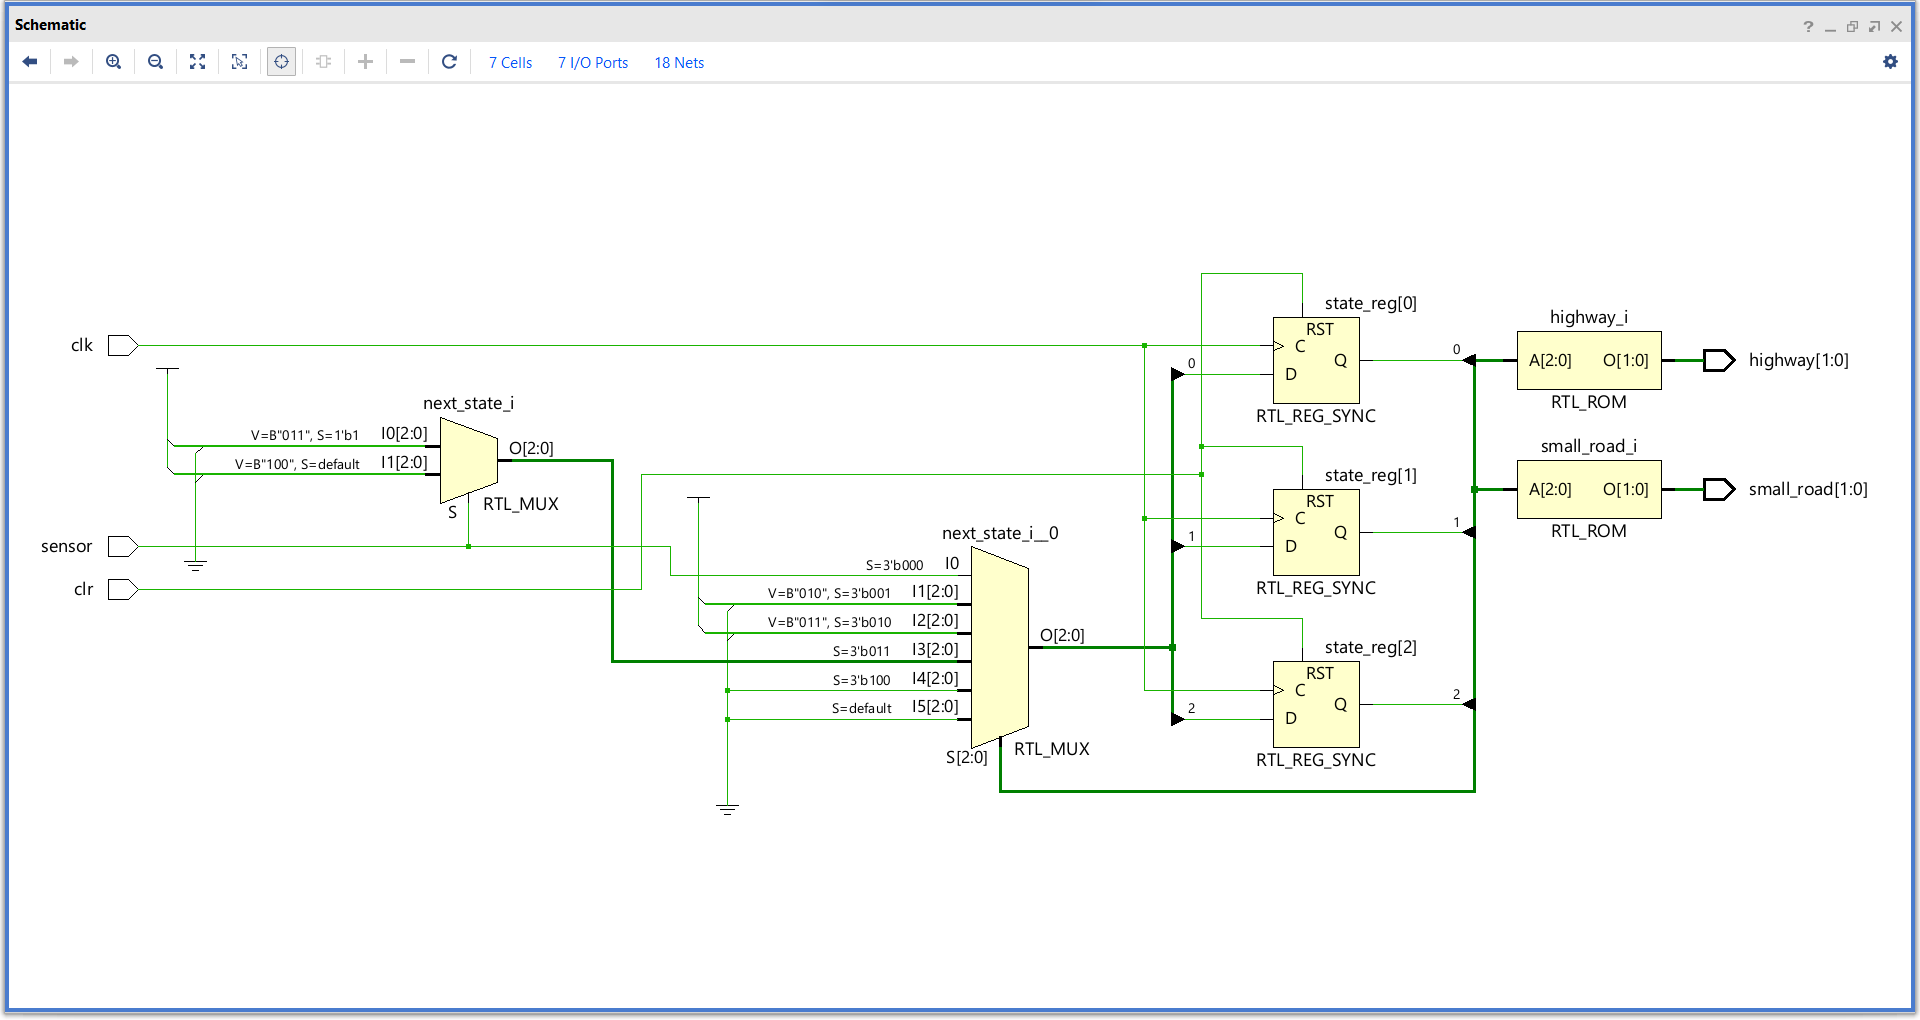 Schematic
7 Cells 7 I/O Ports 18 Nets
clk
next_state_i
V=B"011", S=1'b1 I0[2:0]
V=B"100", S=default I1[2:0]
O[2:0]
S
RTL_MUX
sensor
clr
next_state_i__0
S=3'b000 I0
V=B"010", S=3'b001 I1[2:0]
V=B"011", S=3'b010 I2[2:0]
S=3'b011 I3[2:0]
S=3'b100 I4[2:0]
S=default I5[2:0]
O[2:0]
S[2:0]
RTL_MUX
0
1
2
state_reg[0]
RST
C
Q
D
RTL_REG_SYNC
state_reg[1]
RST
C
Q
D
RTL_REG_SYNC
state_reg[2]
RST
C
Q
D
RTL_REG_SYNC
0
1
2
highway_i
A[2:0] O[1:0]
RTL_ROM
highway[1:0]
small_road_i
A[2:0] O[1:0]
RTL_ROM
small_road[1:0]